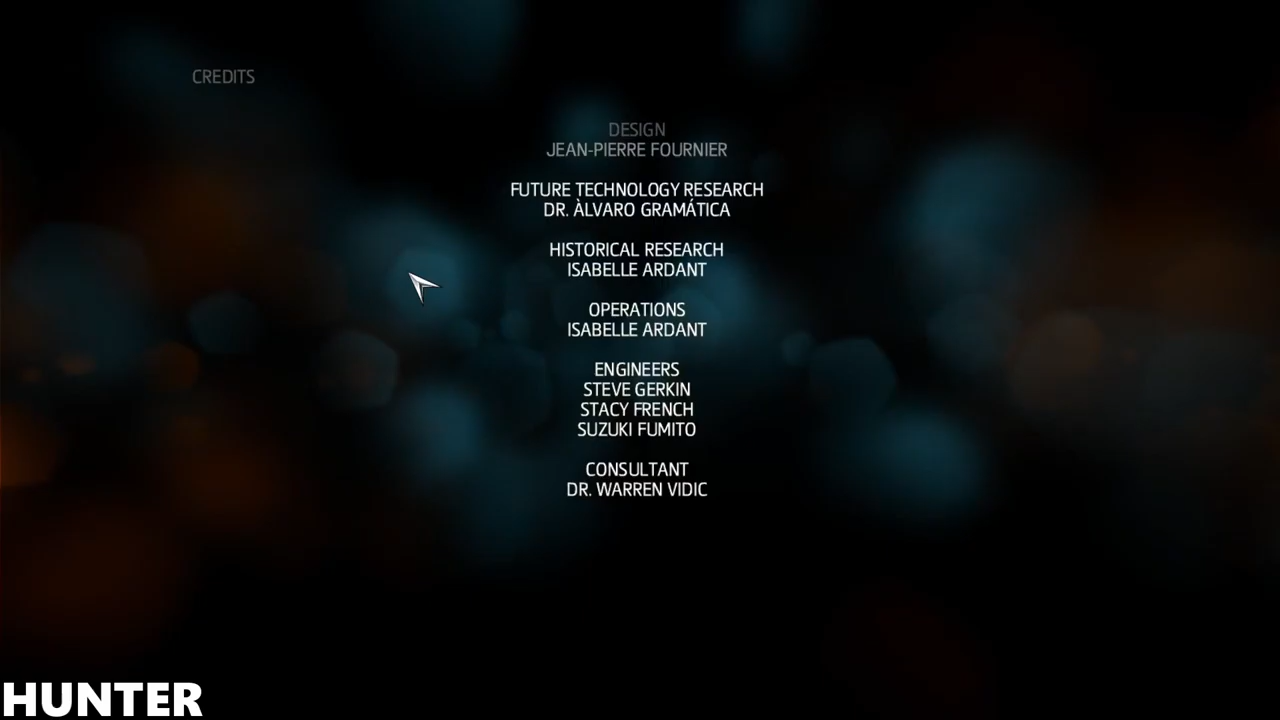 CREDITS
DESIGN
JEAN-PIERRE FOURNIER
FUTURE TECHNOLOGY RESEARCH
DR. ÀLVARO GRAMÁTICA
HISTORICAL RESEARCH
ISABELLE ARDANT
OPERATIONS
ISABELLE ARDANT
ENGINEERS
STEVE GERKIN
STACY FRENCH
SUZUKI FUMITO
CONSULTANT
DR. WARREN VIDIC
HUNTER